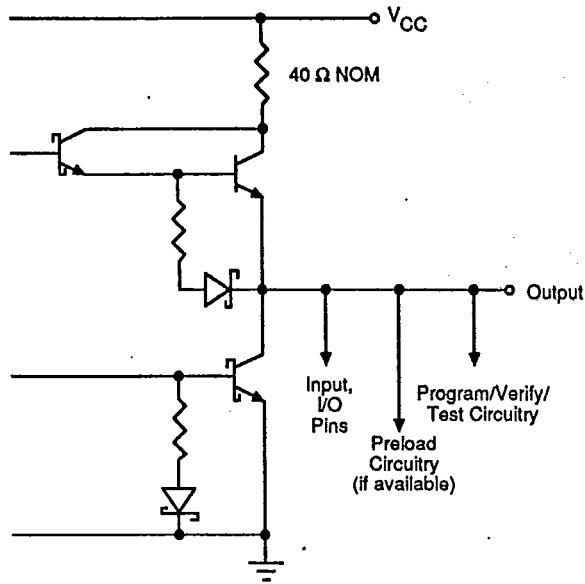 V_CC
40 Ω NOM
Output
Input,
I/O
Pins
Program/Verify/
Test Circuitry
Preload
Circuitry
(if available)